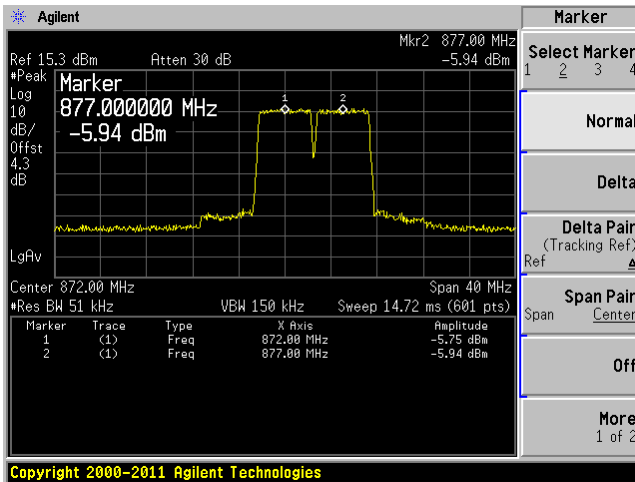 Agilent
Marker
Mkr2 877.00 MHz
Ref 15.3 dBm Atten 30 dB -5.94 dBm
#Peak
Log
10
dB/
Offst
4.3
dB
LgAv
Marker
877.000000 MHz
-5.94 dBm
1 2
Center 872.00 MHz Span 40 MHz
#Res BW 51 kHz VBW 150 kHz Sweep 14.72 ms (601 pts)
Marker Trace Type X Axis Amplitude
1 (1) Freq 872.00 MHz -5.75 dBm
2 (1) Freq 877.00 MHz -5.94 dBm
Copyright 2000-2011 Agilent Technologies
Select Marker
1 2 3 4
Normal
Delta
Delta Pair
(Tracking Ref)
Ref Δ
Span Pair
Span Center
Off
More
1 of 2